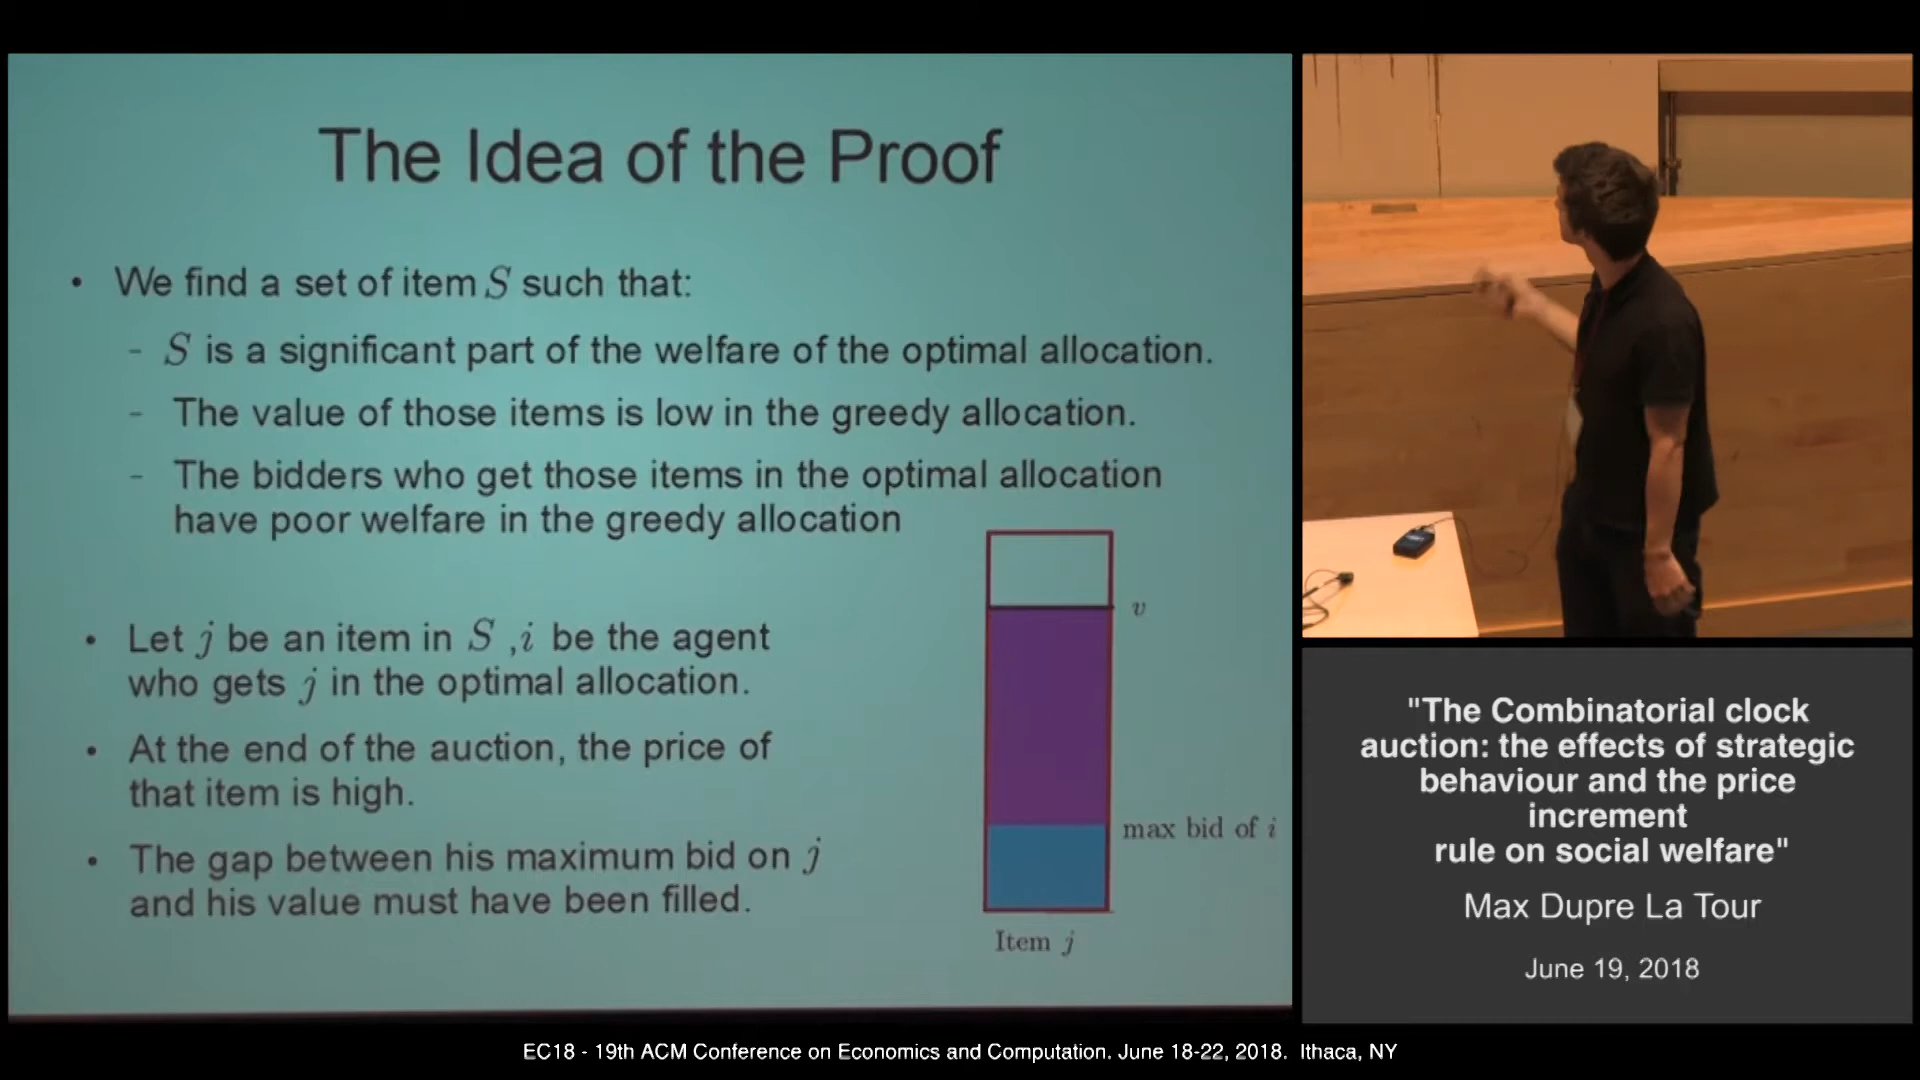 The Idea of the Proof
• We find a set of item S such that:
- S is a significant part of the welfare of the optimal allocation.
- The value of those items is low in the greedy allocation.
- The bidders who get those items in the optimal allocation
have poor welfare in the greedy allocation
• Let j be an item in S ,i be the agent
who gets j in the optimal allocation.
• At the end of the auction, the price of
that item is high.
• The gap between his maximum bid on j
and his value must have been filled.
v
max bid of i
Item j
"The Combinatorial clock
auction: the effects of strategic
behaviour and the price
increment
rule on social welfare"
Max Dupre La Tour
June 19, 2018
EC18 - 19th ACM Conference on Economics and Computation. June 18-22, 2018. Ithaca, NY